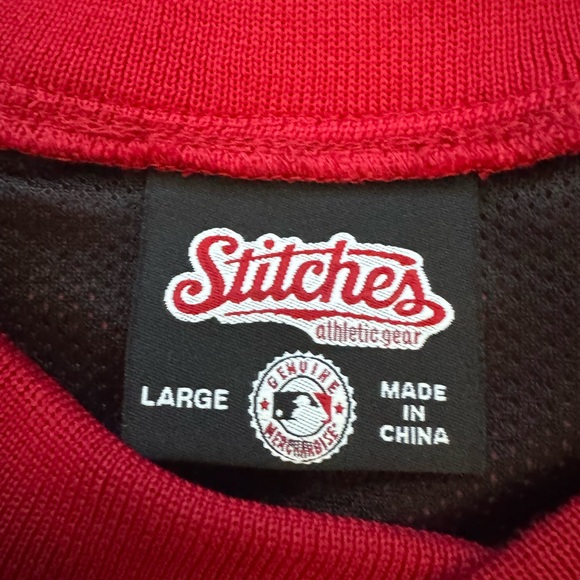 Stitches
athletic gear
LARGE
GENUINE
MERCHANDISE
MADE
IN
CHINA